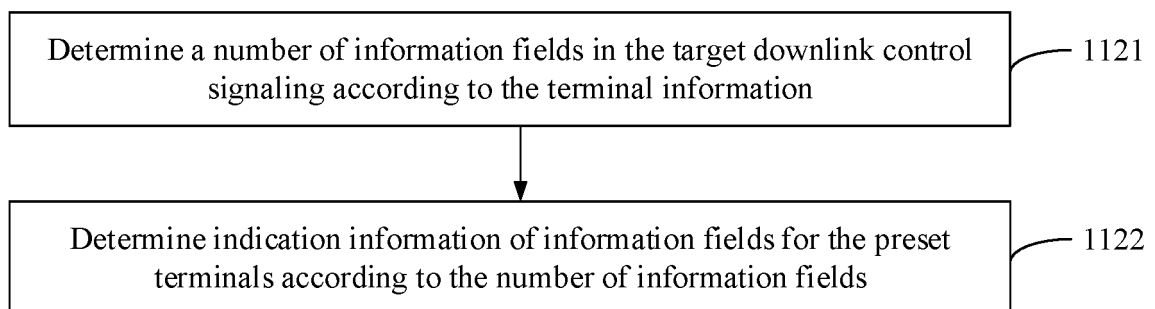 Determine a number of information fields in the target downlink control
signaling according to the terminal information
1121
Determine indication information of information fields for the preset
terminals according to the number of information fields
1122